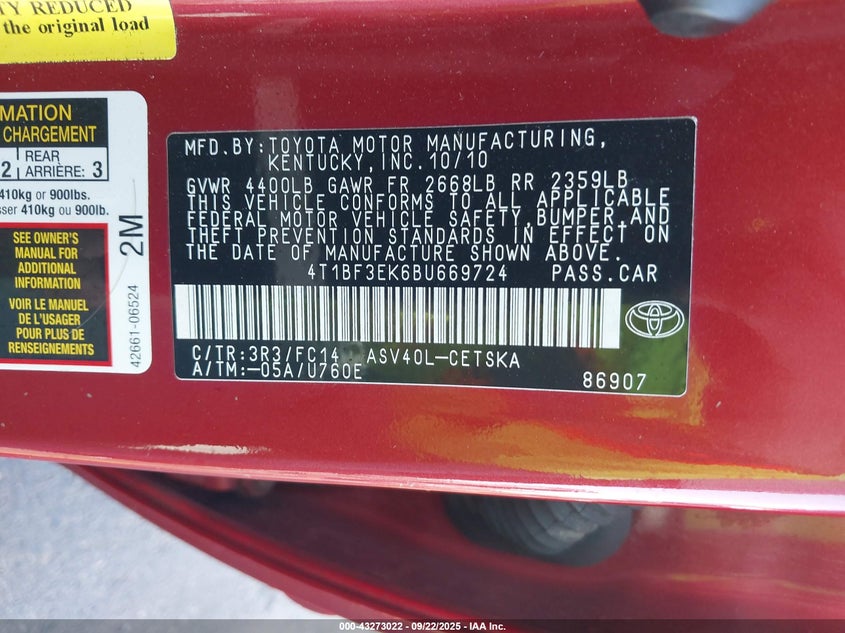 TY REDUCED
the original load
MATION
CHARGEMENT
2 REAR ARRIÈRE: 3
410kg or 900lbs.
sser 410kg ou 900lb.
SEE OWNER'S
MANUAL FOR
ADDITIONAL
INFORMATION
VOIR LE MANUEL
DE L'USAGER
POUR PLUS DE
RENSEIGNEMENTS
2M
42661-06524
MFD.BY:TOYOTA MOTOR MANUFACTURING,
KENTUCKY,INC.10/10
GVWR 4400LB GAWR FR 2668LB RR 2359LB
THIS VEHICLE CONFORMS TO ALL APPLICABLE
FEDERAL MOTOR VEHICLE SAFETY,BUMPER,AND
THEFT PREVENTION STANDARDS IN EFFECT ON
THE DATE OF MANUFACTURE SHOWN ABOVE.
4T1BF3EK6BU669724 PASS.CAR
C/TR:3R3/FC14 ASV40L-CETSKA
A/TM:-05A/U760E
86907
000-43273022 - 09/22/2025 - IAA Inc.